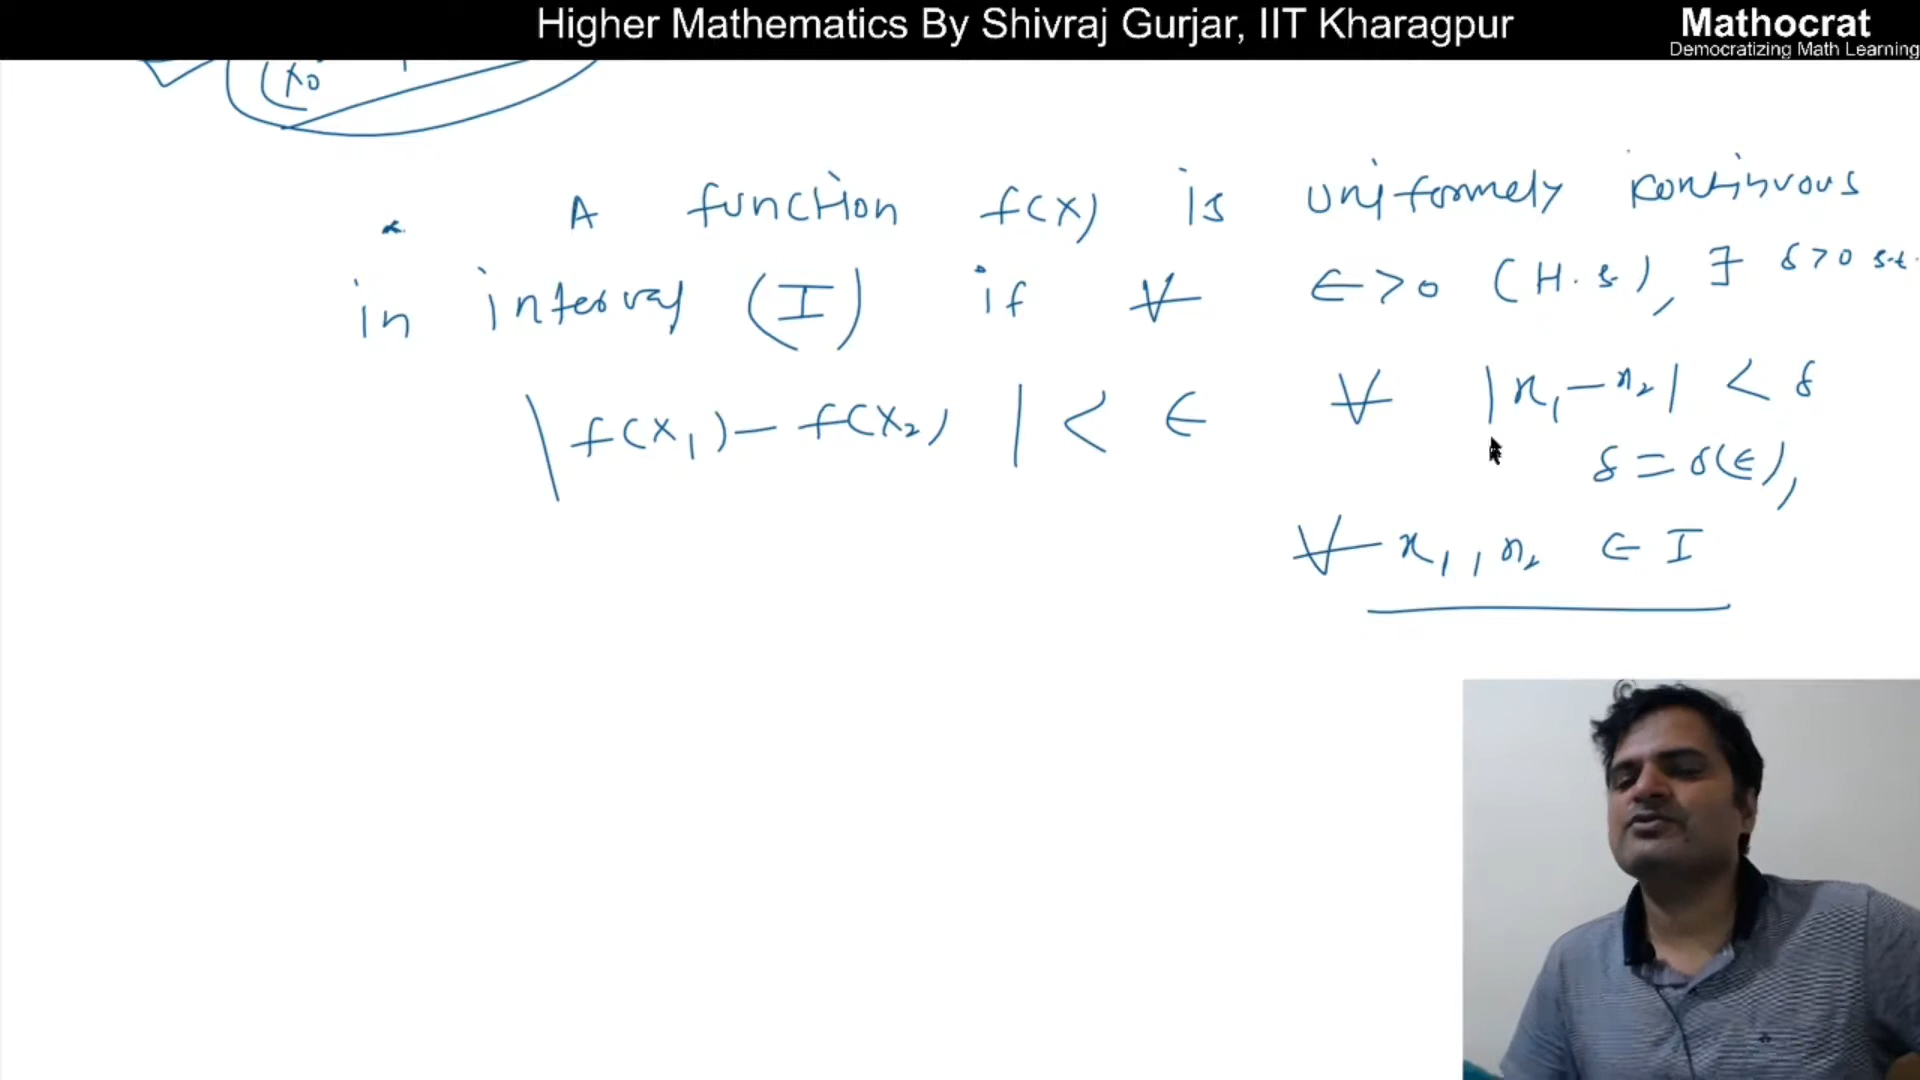 Higher Mathematics By Shivraj Gurjar, IIT Kharagpur
Mathocrat
Democratizing Math Learning
(x₀
A function f(x) is uniformely continuous
in interval (I) if ∀ ϵ>0 (H.s), ∃ δ>0 s.t.
|f(x₁)-f(x₂)| < ϵ ∀ |x₁-x₂| < δ
δ=δ(ϵ),
∀ x₁, x₂ ∈ I